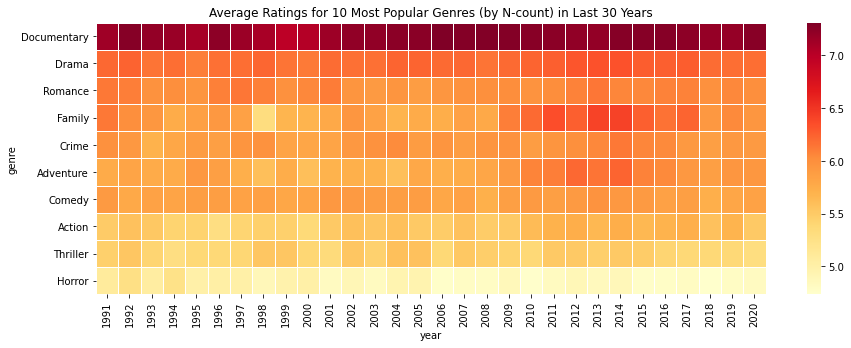 Average Ratings for 10 Most Popular Genres (by N-count) in Last 30 Years
genre
Documentary
Drama
Romance
Family
Crime
Adventure
Comedy
Action
Thriller
Horror
1991 1992 1993 1994 1995 1996 1997 1998 1999 2000 2001 2002 2003 2004 2005 2006 2007 2008 2009 2010 2011 2012 2013 2014 2015 2016 2017 2018 2019 2020
year
7.0
6.5
6.0
5.5
5.0